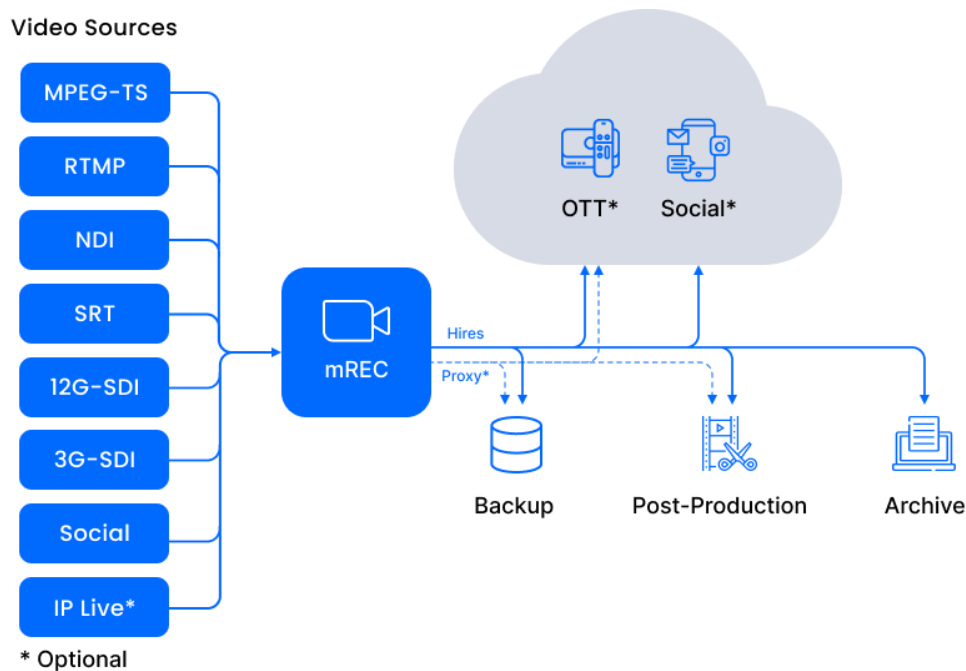 Video Sources
MPEG-TS
RTMP
NDI
SRT
12G-SDI
3G-SDI
Social
IP Live*
* Optional
mREC
Hires
Proxy*
OTT*
Social*
Backup
Post-Production
Archive